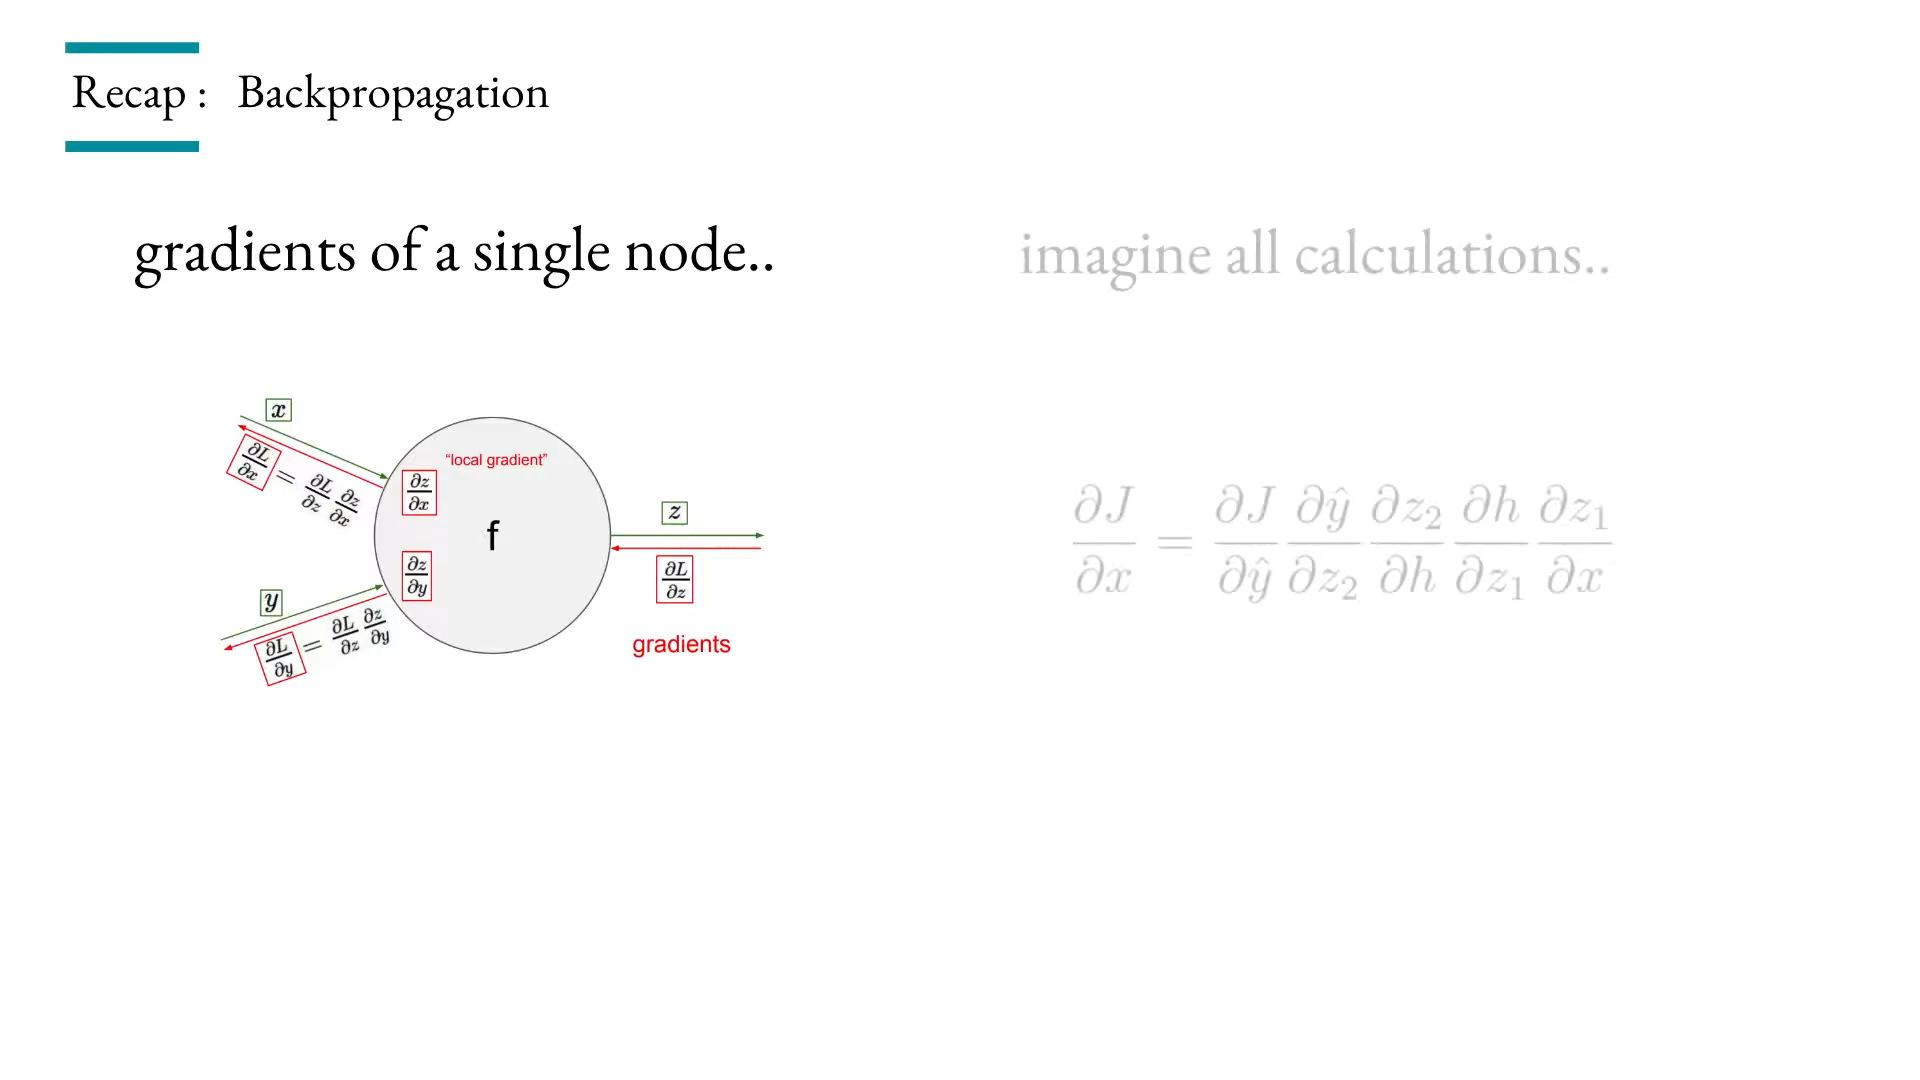 Recap : Backpropagation
gradients of a single node..
imagine all calculations..
x
∂L/∂x = ∂L/∂z ∂z/∂x
"local gradient"
∂z/∂x
f
z
∂L/∂z
∂z/∂y
y
∂L/∂y = ∂L/∂z ∂z/∂y
gradients
∂J/∂x = ∂J/∂ŷ ∂ŷ/∂z₂ ∂z₂/∂h ∂h/∂z₁ ∂z₁/∂x